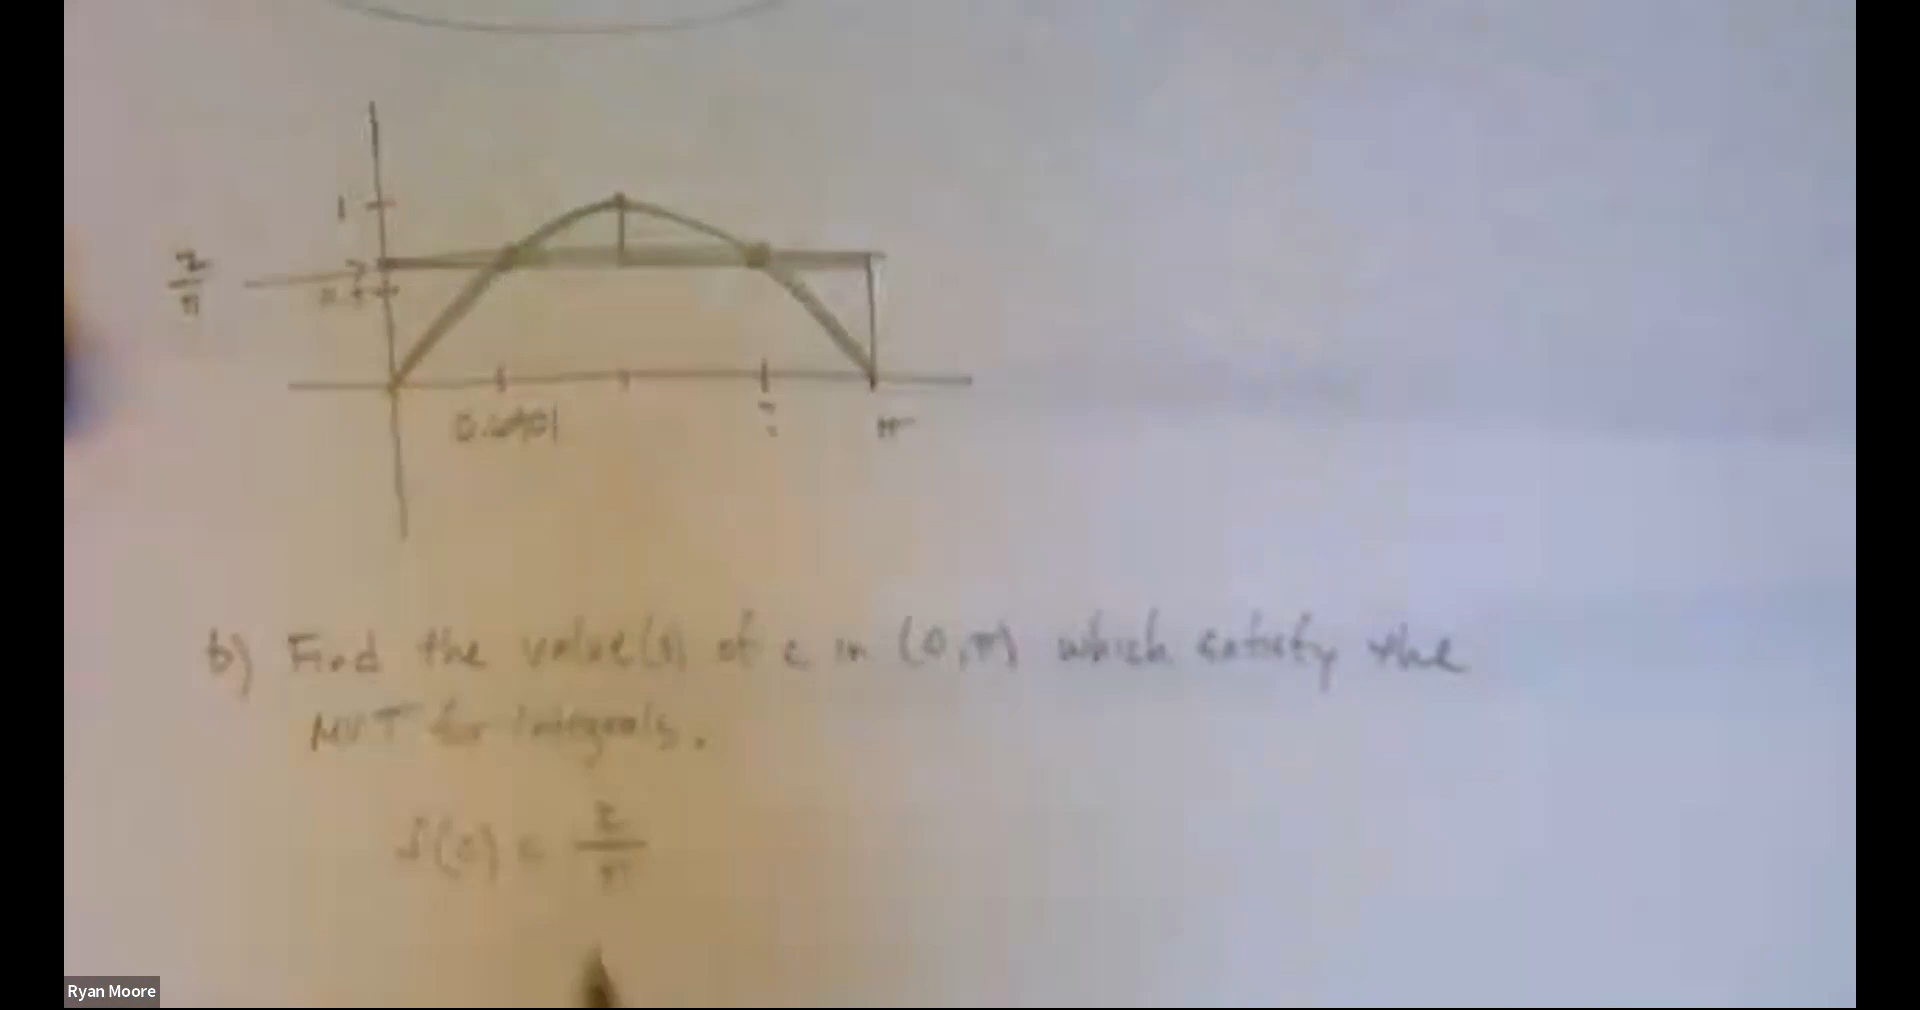 1
2
π
0.6901
?
π
b) Find the value(s) of c in (0,π) which satisfy the
MVT for integrals.
f(c) = 2
π
Ryan Moore